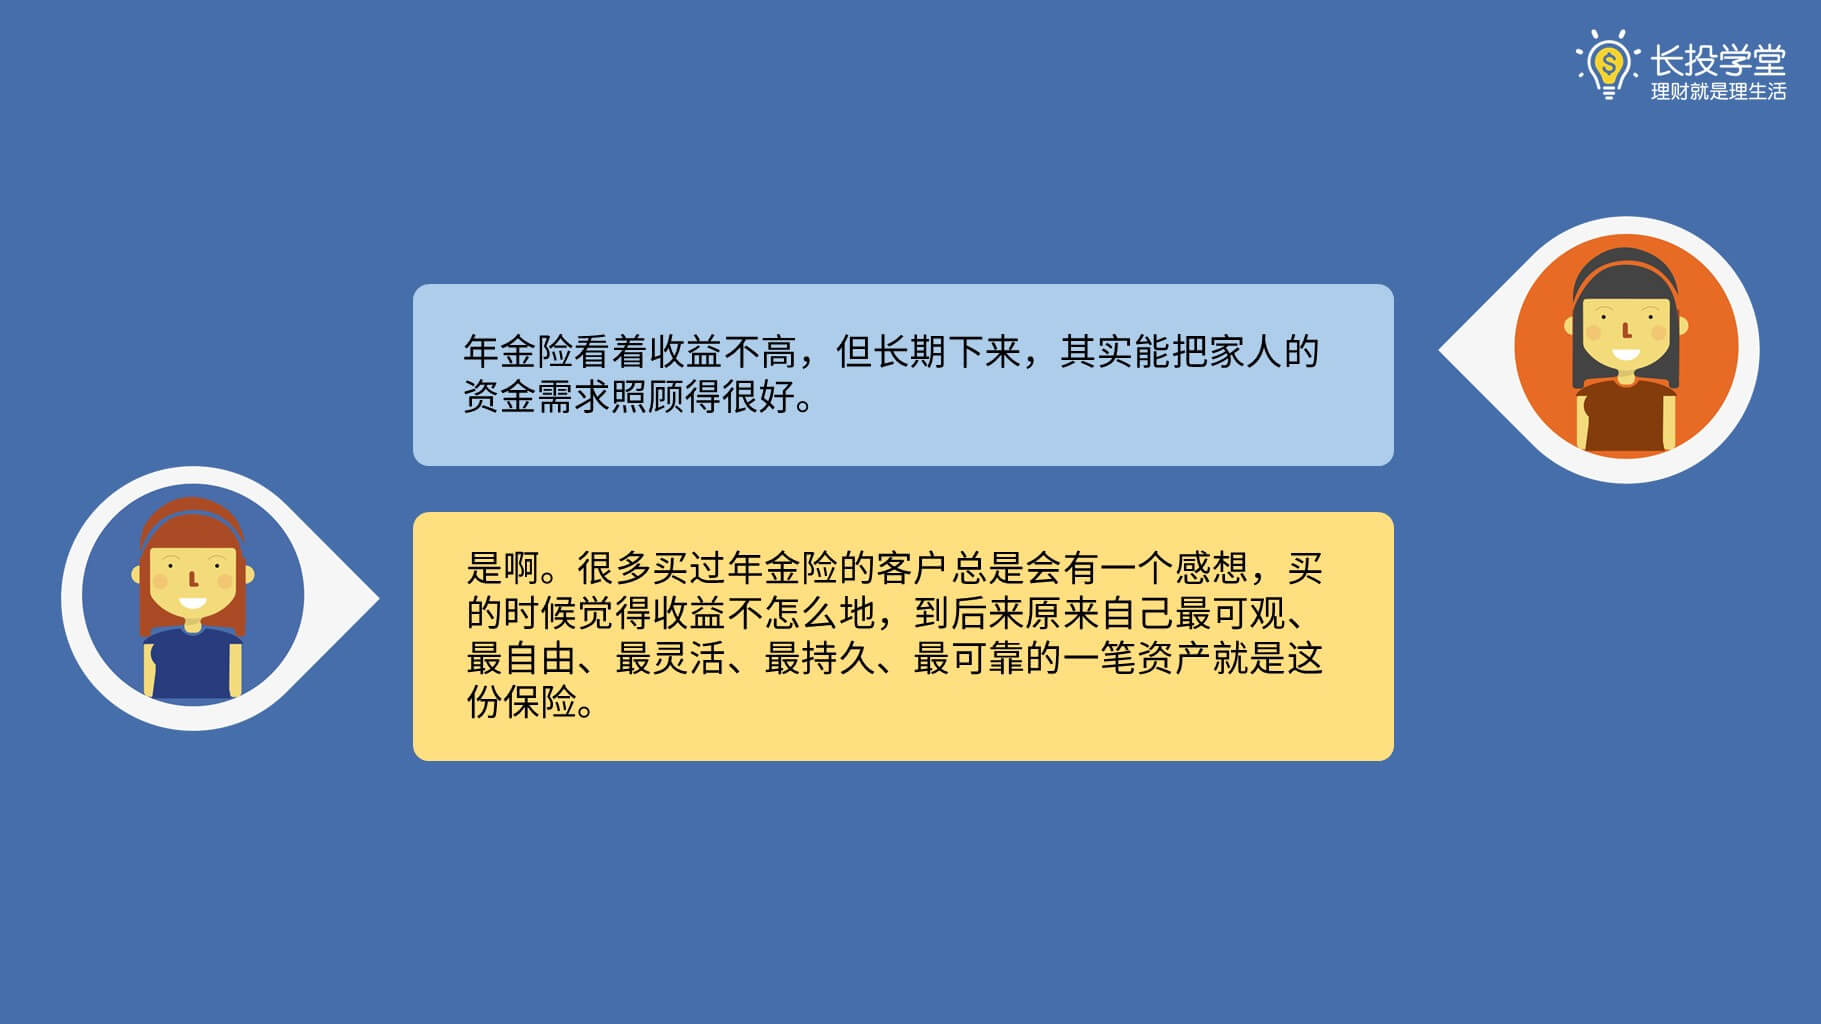 长投学堂
理财就是理生活
年金险看着收益不高，但长期下来，其实能把家人的
资金需求照顾得很好。
是啊。很多买过年金险的客户总是会有一个感想，买
的时候觉得收益不怎么地，到后来原来自己最可观、
最自由、最灵活、最持久、最可靠的一笔资产就是这
份保险。